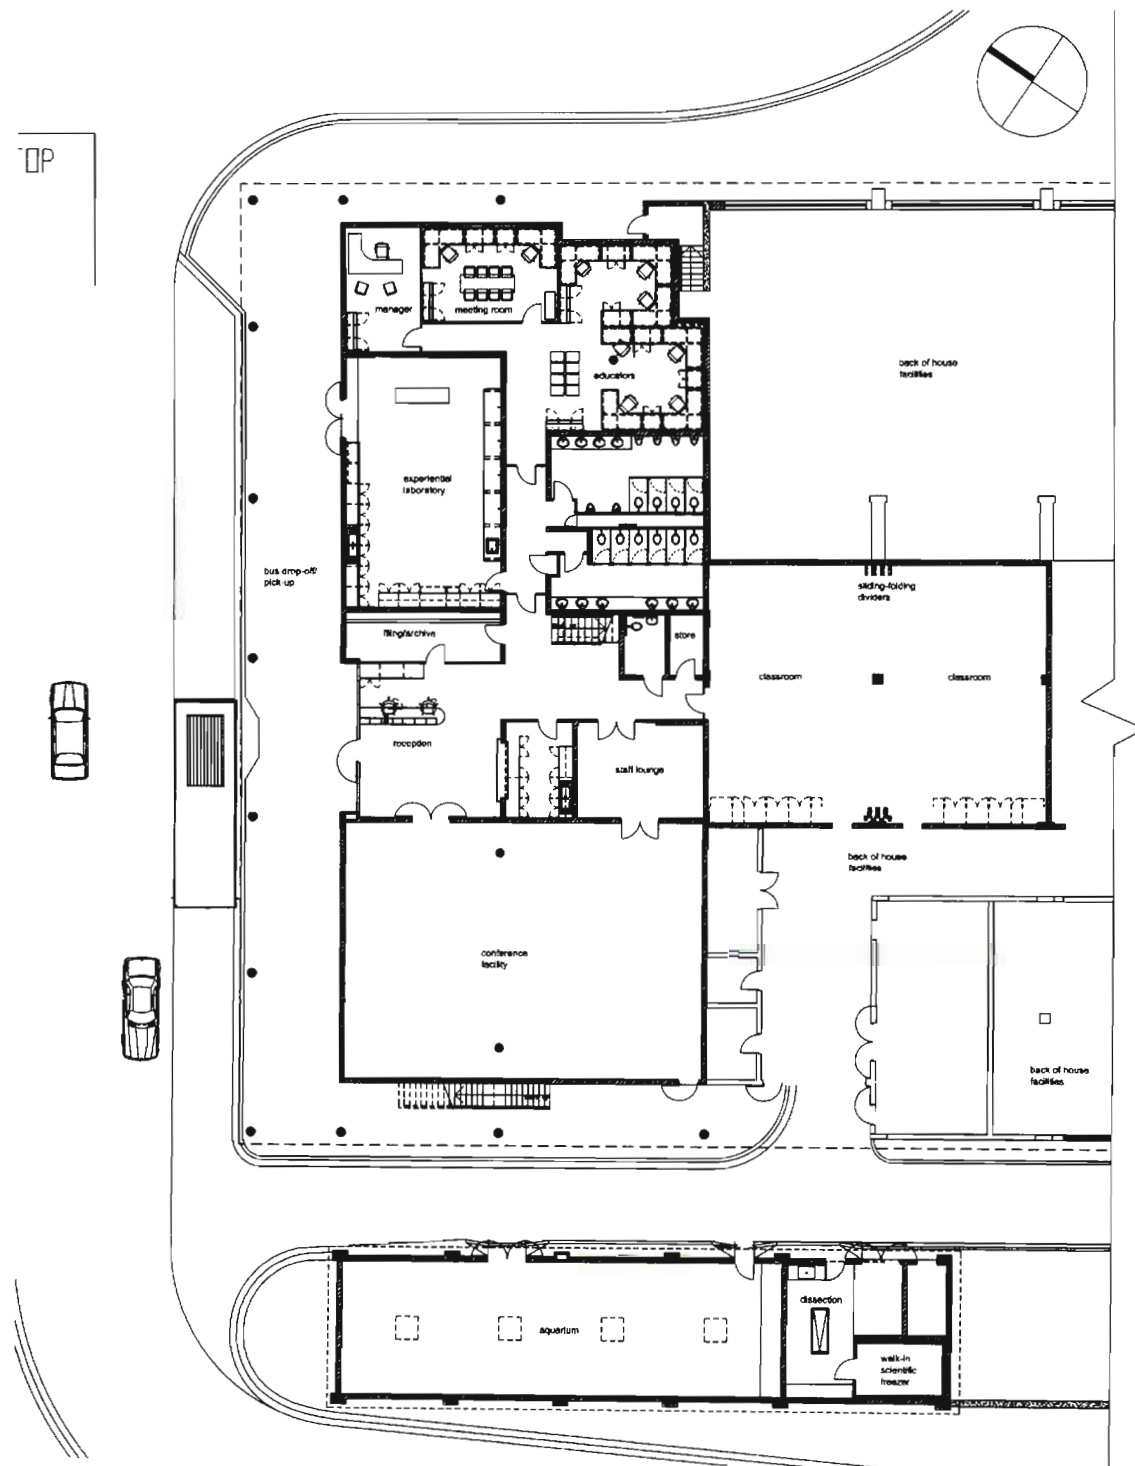 TOP
manager
meeting room
educators
back of house
facilities
experiential
laboratory
bus drop-off/
pick-up
sliding-folding
dividers
filing/archive
store
classroom
classroom
reception
staff lounge
back of house
facilities
conference
facility
back of house
facilities
dissection
aquarium
walk-in
scientific
freezer